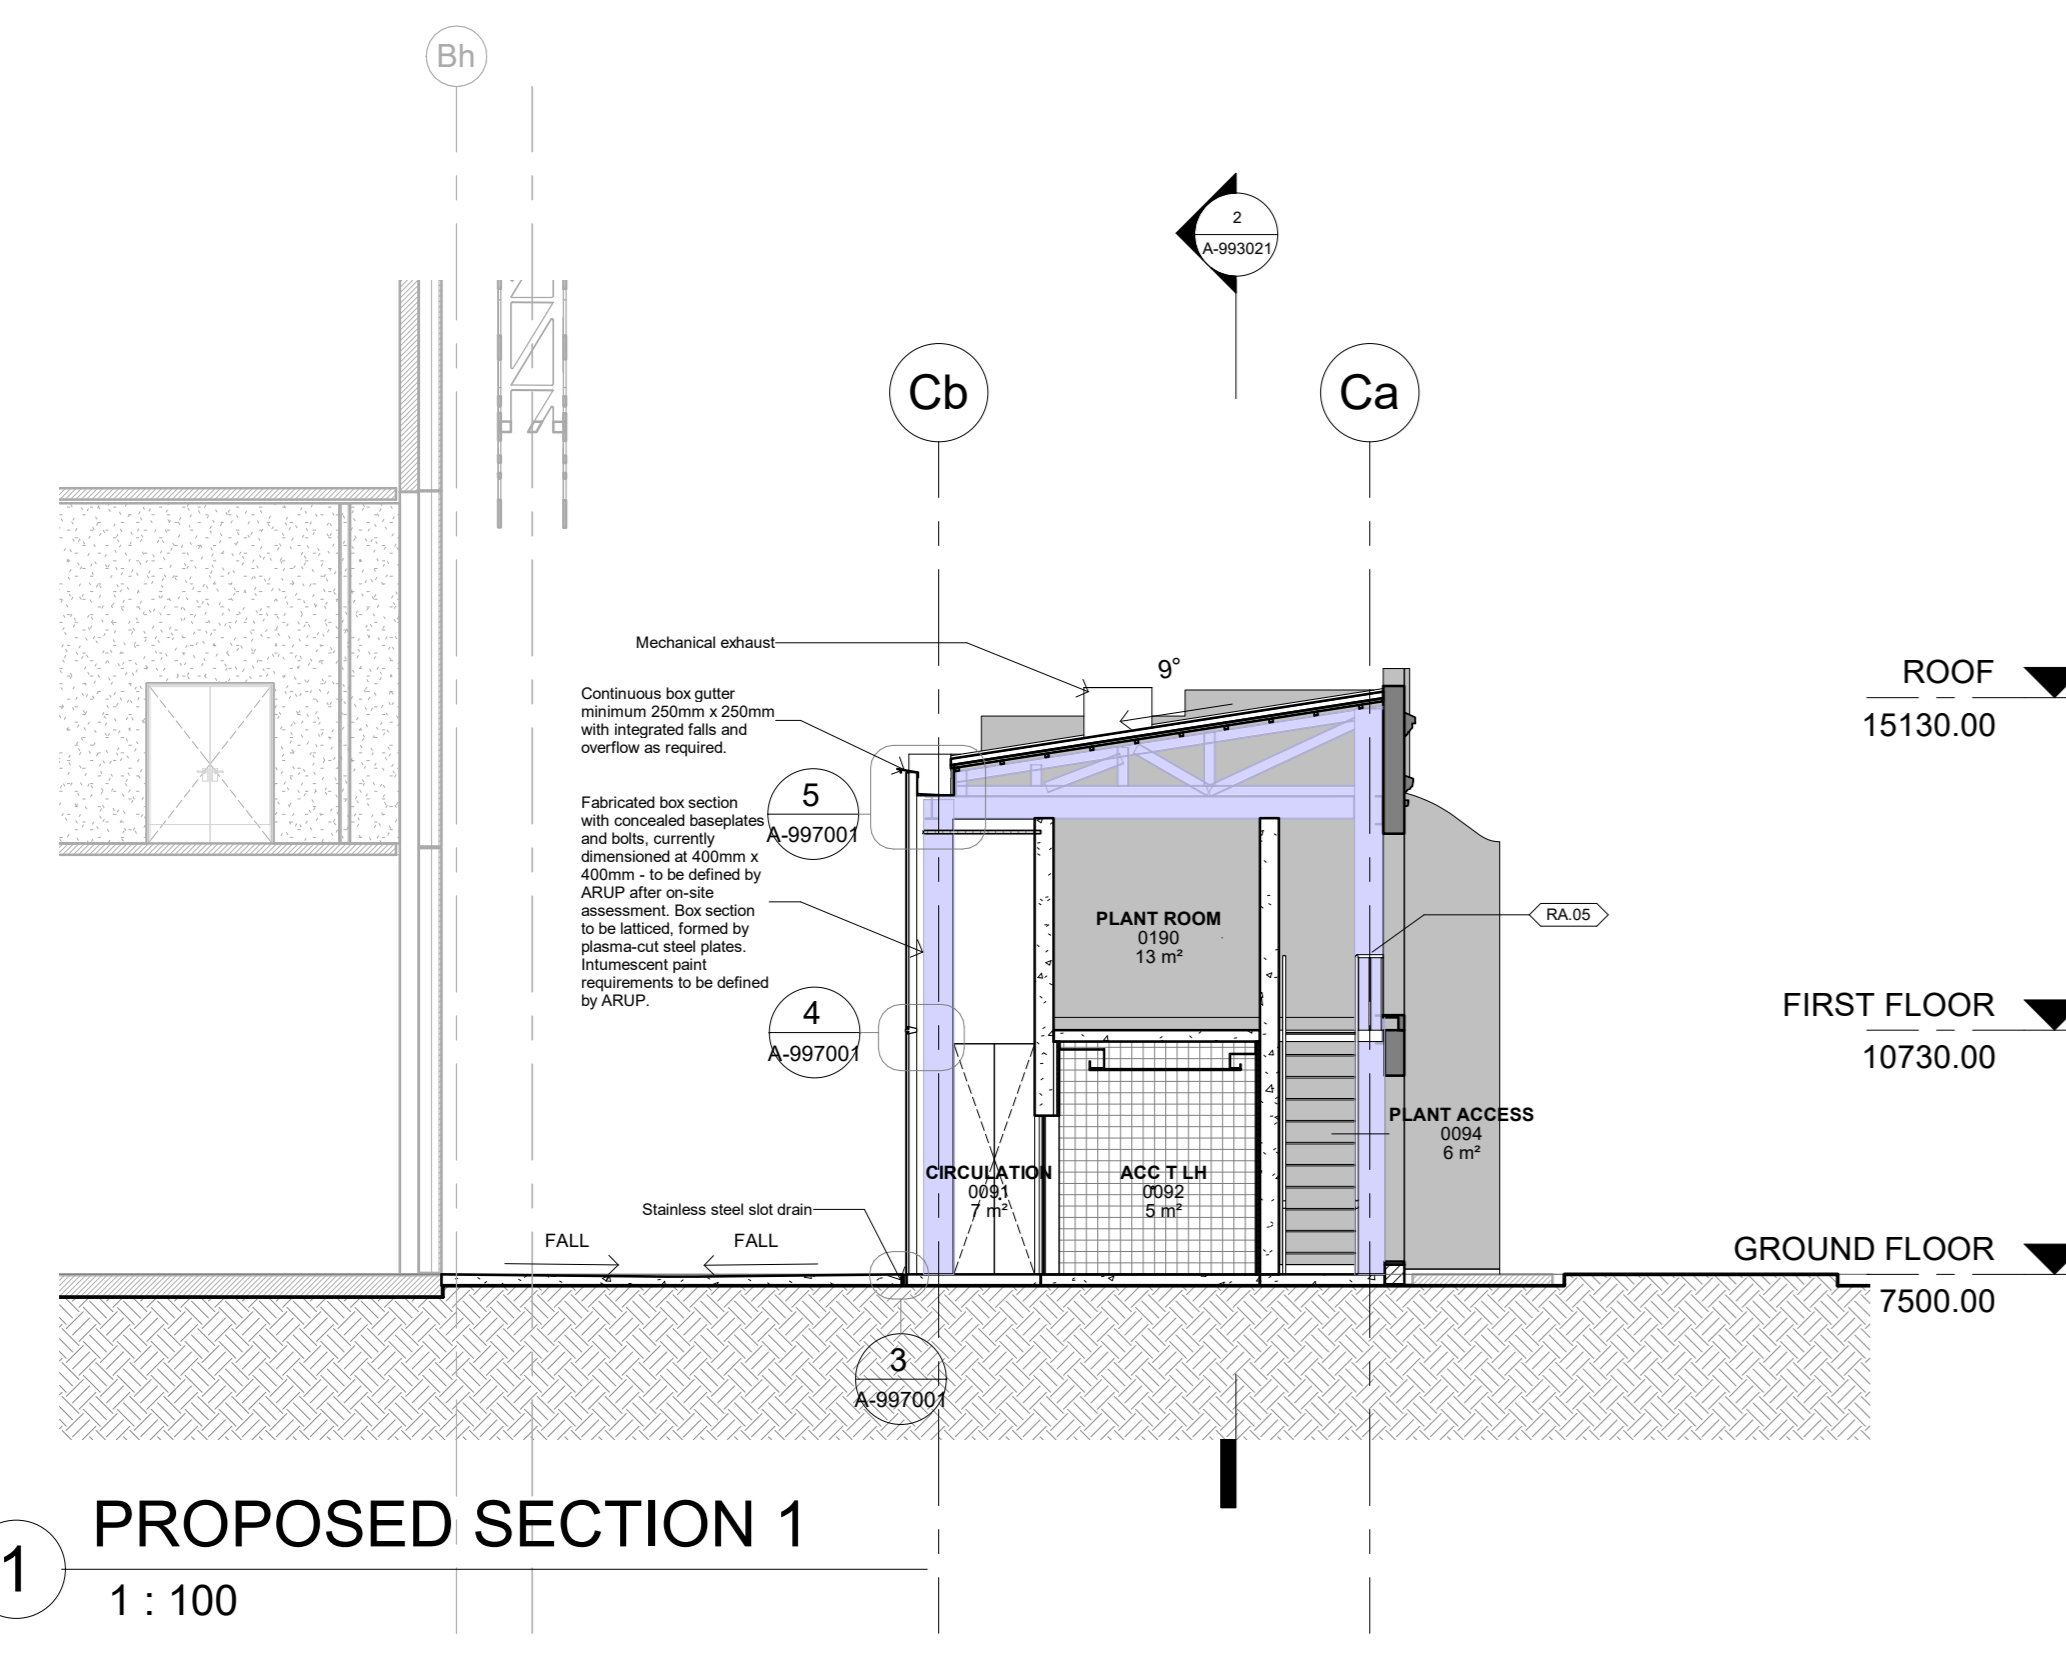 Bh
2
A-993021
Cb
Ca
Mechanical exhaust
9°
ROOF
15130.00
Continuous box gutter
minimum 250mm x 250mm
with integrated falls and
overflow as required.
5
A-997001
Fabricated box section
with concealed baseplates
and bolts, currently
dimensioned at 400mm x
400mm - to be defined by
ARUP after on-site
assessment. Box section
to be latticed, formed by
plasma-cut steel plates.
Intumescent paint
requirements to be defined
by ARUP.
PLANT ROOM
0190
13 m²
RA.05
4
A-997001
FIRST FLOOR
10730.00
PLANT ACCESS
0094
6 m²
CIRCULATION
0091
7 m²
ACC T LH
0092
5 m²
Stainless steel slot drain
FALL
FALL
GROUND FLOOR
7500.00
3
A-997001
1
PROPOSED SECTION 1
1 : 100